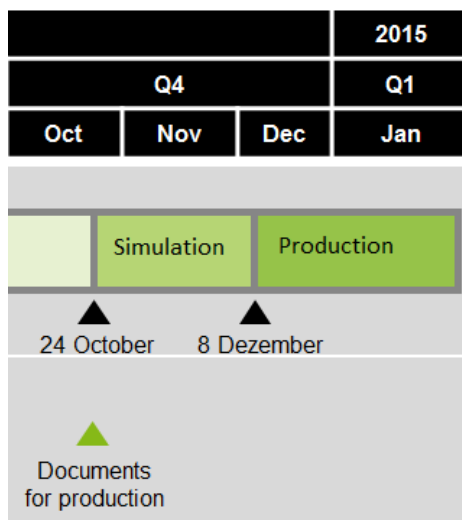 2015
Q4 Q1
Oct Nov Dec Jan
Simulation Production
24 October 8 Dezember
Documents
for production